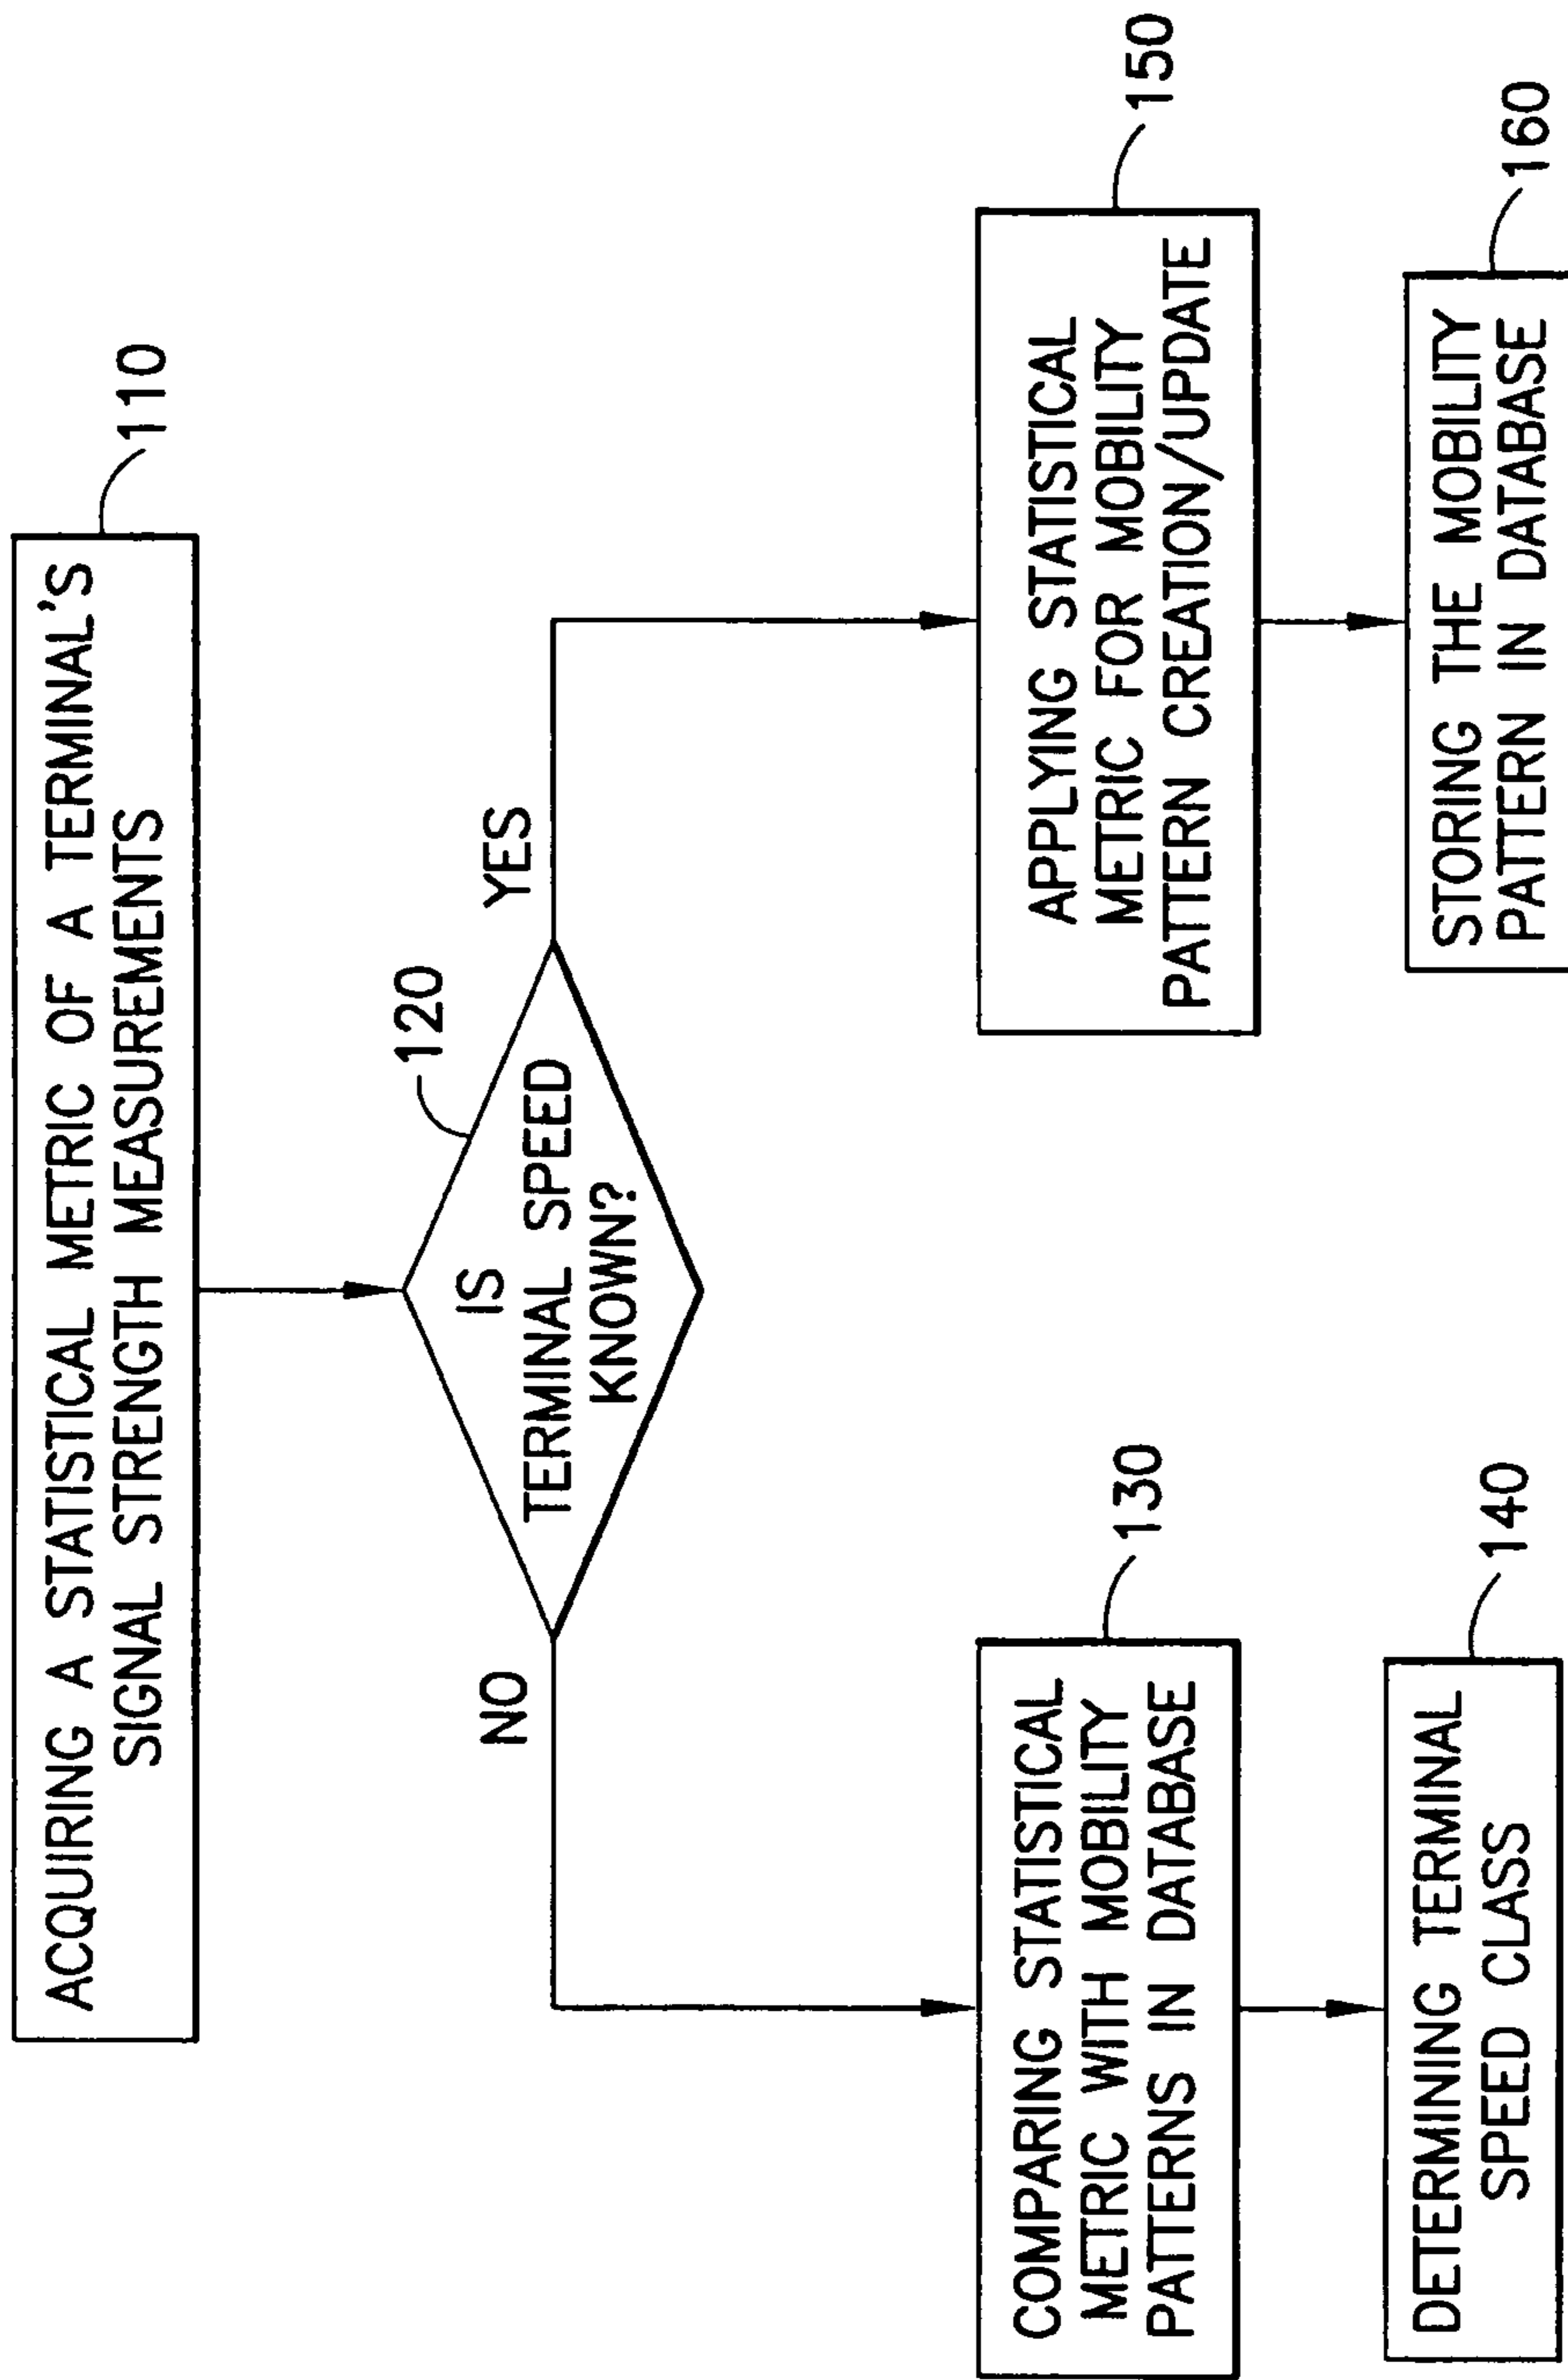 ACQUIRING A STATISTICAL METRIC OF A TERMINAL'S
SIGNAL STRENGTH MEASUREMENTS
110
IS
TERMINAL SPEED
KNOWN?
120
NO
YES
COMPARING STATISTICAL
METRIC WITH MOBILITY
PATTERNS IN DATABASE
130
DETERMINING TERMINAL
SPEED CLASS
140
APPLYING STATISTICAL
METRIC FOR MOBILITY
PATTERN CREATION/UPDATE
150
STORING THE MOBILITY
PATTERN IN DATABASE
160